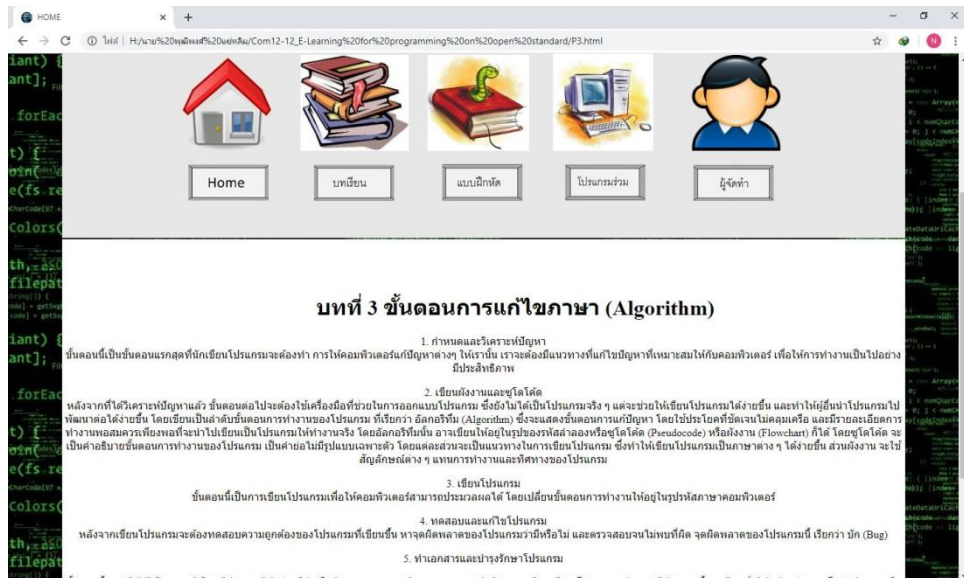 HOME
ไฟล์ | H:/นาย%20พุฒิพงศ์%20แซ่หลิม/Com12-12_E-Learning%20for%20programming%20on%20open%20standard/P3.html
N
Home
บทเรียน
แบบฝึกหัด
โปรแกรมร่วม
ผู้จัดทำ
บทที่ 3 ขั้นตอนการแก้ไขภาษา (Algorithm)
1. กำหนดและวิเคราะห์ปัญหา
ขั้นตอนนี้เป็นขั้นตอนแรกสุดที่นักเขียนโปรแกรมจะต้องทำ การให้คอมพิวเตอร์แก้ปัญหาต่างๆ ให้เรานั้น เราจะต้องมีแนวทางที่แก้ไขปัญหาที่เหมาะสมให้กับคอมพิวเตอร์ เพื่อให้การทำงานเป็นไปอย่าง
มีประสิทธิภาพ
2. เขียนผังงานและซูโดโค้ด
หลังจากที่ได้วิเคราะห์ปัญหาแล้ว ขั้นตอนต่อไปจะต้องใช้เครื่องมือที่ช่วยในการออกแบบโปรแกรม ซึ่งยังไม่ได้เป็นโปรแกรมจริง ๆ แต่จะช่วยให้เขียนโปรแกรมได้ง่ายขึ้น และทำให้ผู้อื่นนำโปรแกรมไป
พัฒนาต่อได้ง่ายขึ้น โดยเขียนเป็นลำดับขั้นตอนการทำงานของโปรแกรม ที่เรียกว่า อัลกอริทึม (Algorithm) ซึ่งจะแสดงขั้นตอนการแก้ปัญหา โดยใช้ประโยคที่ชัดเจนไม่คลุมเครือ และมีรายละเอียดการ
ทำงานพอสมควรเพียงพอที่จะนำไปเขียนเป็นโปรแกรมให้ทำงานจริง โดยอัลกอริทึมนั้น อาจเขียนให้อยู่ในรูปของรหัสลำลองหรือซูโดโค้ด (Pseudocode) หรือผังงาน (Flowchart) ก็ได้ โดยซูโดโค้ด จะ
เป็นคำอธิบายขั้นตอนการทำงานของโปรแกรม เป็นคำย่อไม่มีรูปแบบเฉพาะตัว โดยแต่ละส่วนจะเป็นแนวทางในการเขียนโปรแกรม ซึ่งทำให้เขียนโปรแกรมเป็นภาษาต่าง ๆ ได้ง่ายขึ้น ส่วนผังงาน จะใช้
สัญลักษณ์ต่าง ๆ แทนการทำงานและทิศทางของโปรแกรม
3. เขียนโปรแกรม
ขั้นตอนนี้เป็นการเขียนโปรแกรมเพื่อให้คอมพิวเตอร์สามารถประมวลผลได้ โดยเปลี่ยนขั้นตอนการทำงานให้อยู่ในรูปรหัสภาษาคอมพิวเตอร์
4. ทดสอบและแก้ไขโปรแกรม
หลังจากเขียนโปรแกรมจะต้องทดสอบความถูกต้องของโปรแกรมที่เขียนขึ้น หาจุดผิดพลาดของโปรแกรมว่ามีหรือไม่ และตรวจสอบจนไม่พบที่ผิด จุดผิดพลาดของโปรแกรมนี้ เรียกว่า บัก (Bug)
5. ทำเอกสารและบำรุงรักษาโปรแกรม